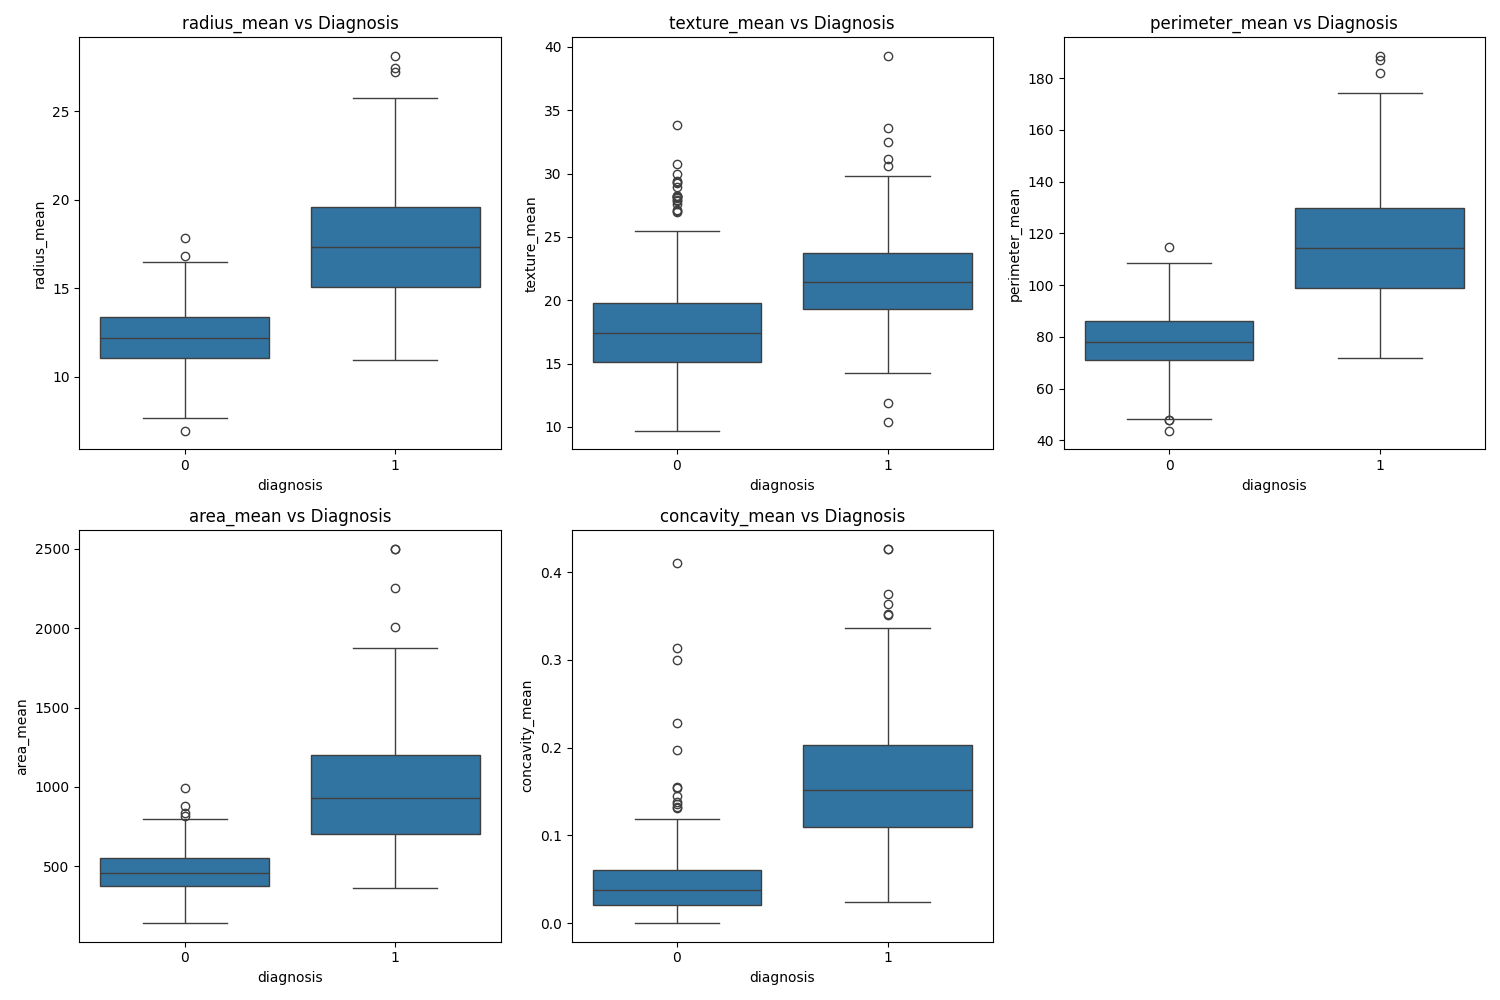 radius_mean vs Diagnosis
radius_mean
25
20
15
10
0
1
diagnosis
texture_mean vs Diagnosis
texture_mean
40
35
30
25
20
15
10
0
1
diagnosis
perimeter_mean vs Diagnosis
perimeter_mean
180
160
140
120
100
80
60
40
0
1
diagnosis
area_mean vs Diagnosis
area_mean
2500
2000
1500
1000
500
0
1
diagnosis
concavity_mean vs Diagnosis
concavity_mean
0.4
0.3
0.2
0.1
0.0
0
1
diagnosis